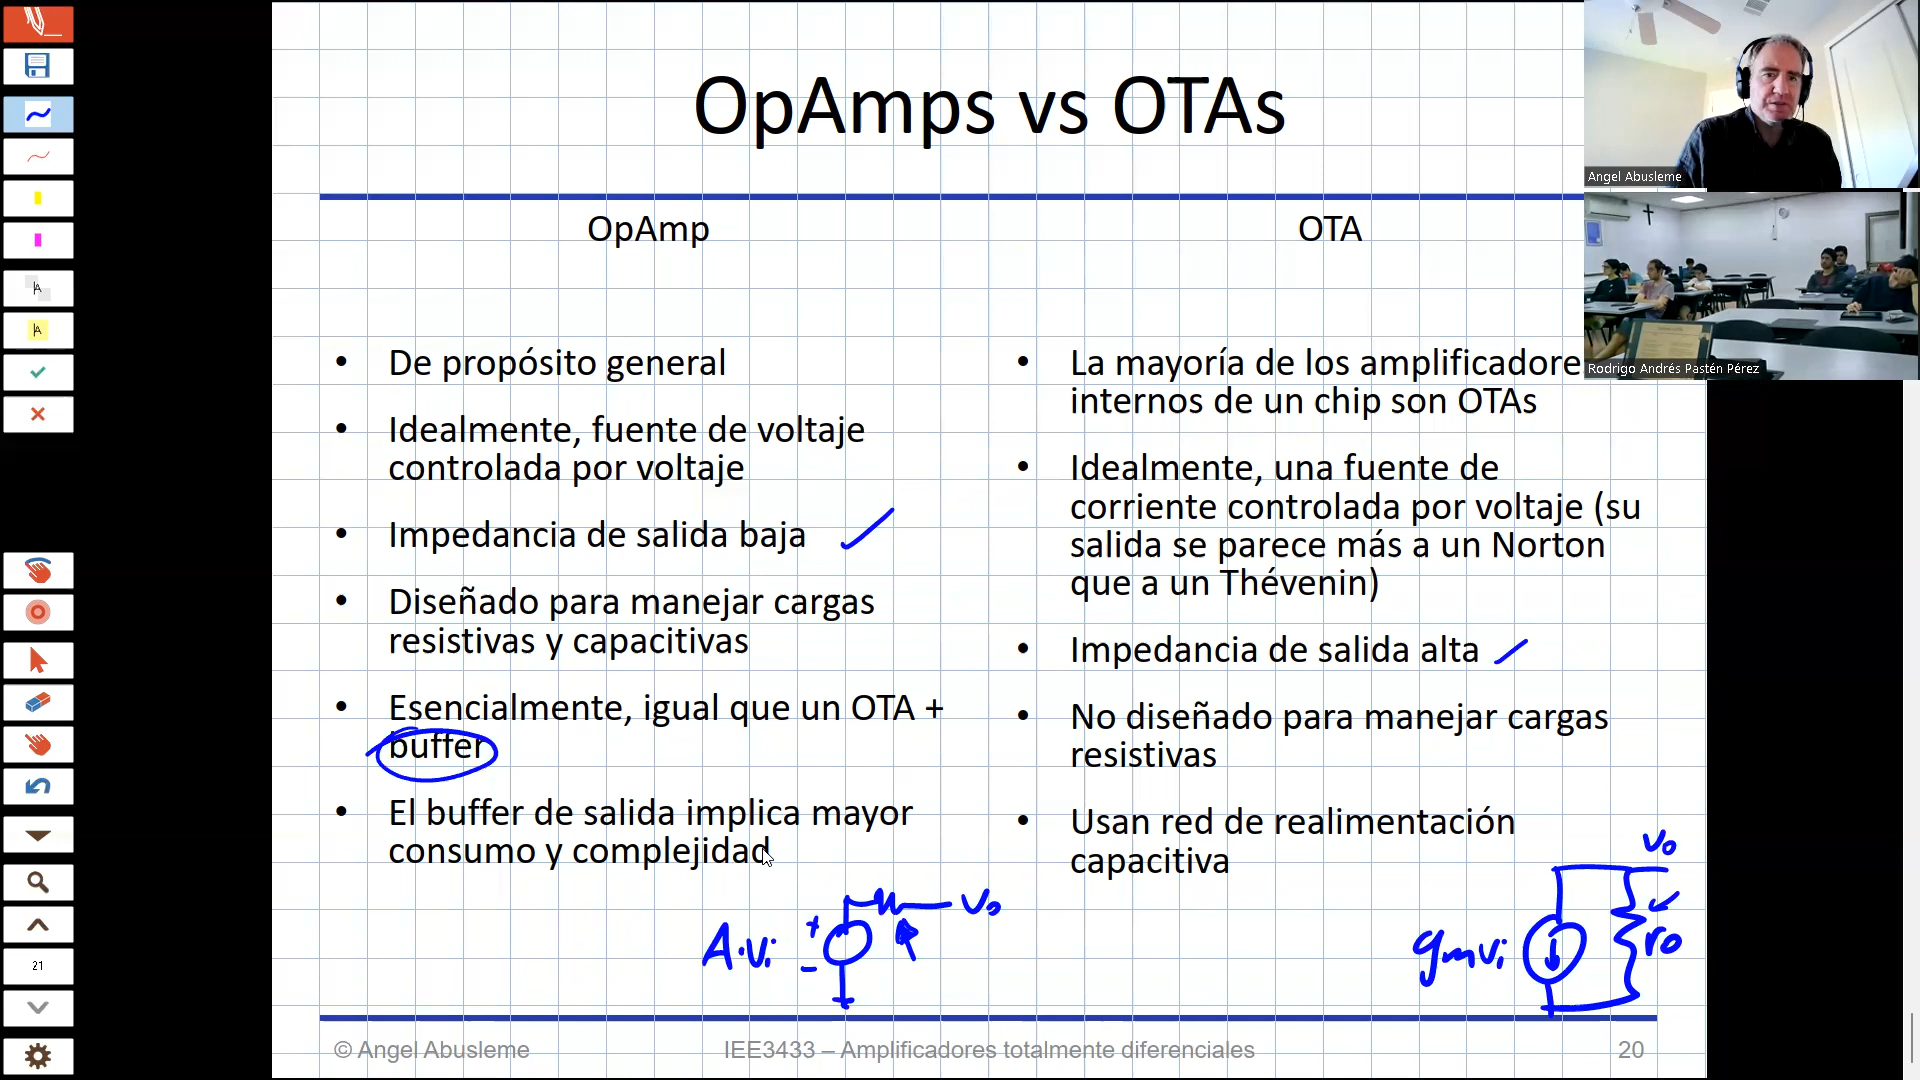 OpAmps vs OTAs
OpAmp
• De propósito general
• Idealmente, fuente de voltaje
controlada por voltaje
• Impedancia de salida baja
• Diseñado para manejar cargas
resistivas y capacitivas
• Esencialmente, igual que un OTA +
buffer
• El buffer de salida implica mayor
consumo y complejidad
A·vi
+
-
vo
OTA
• La mayoría de los amplificadore
internos de un chip son OTAs
• Idealmente, una fuente de
corriente controlada por voltaje (su
salida se parece más a un Norton
que a un Thévenin)
• Impedancia de salida alta
• No diseñado para manejar cargas
resistivas
• Usan red de realimentación
capacitiva
vo
gmvi
ro
© Angel Abusleme
IEE3433 – Amplificadores totalmente diferenciales
20
Angel Abusleme
Rodrigo Andrés Pastén Pérez
A
A
21